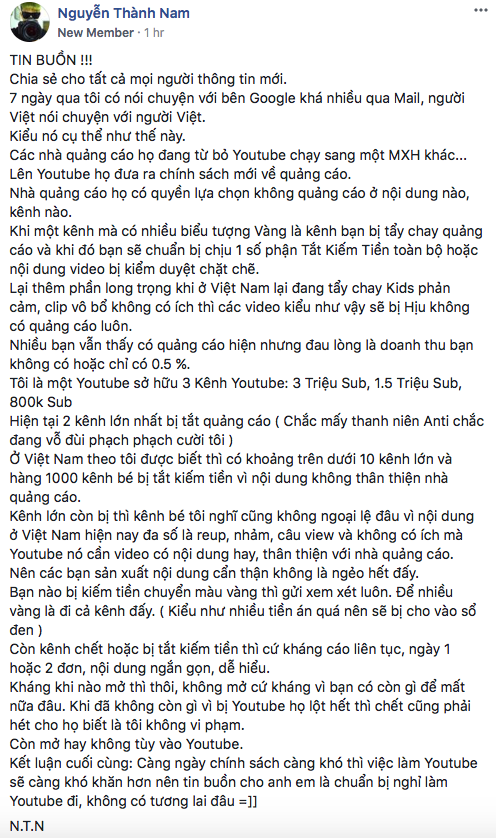 Nguyễn Thành Nam
New Member · 1 hr
TIN BUỒN !!!
Chia sẻ cho tất cả mọi người thông tin mới.
7 ngày qua tôi có nói chuyện với bên Google khá nhiều qua Mail, người
Việt nói chuyện với người Việt.
Kiểu nó cụ thể như thế này.
Các nhà quảng cáo họ đang từ bỏ Youtube chạy sang một MXH khác...
Lên Youtube họ đưa ra chính sách mới về quảng cáo.
Nhà quảng cáo họ có quyền lựa chọn không quảng cáo ở nội dung nào,
kênh nào.
Khi một kênh mà có nhiều biểu tượng Vàng là kênh bạn bị tẩy chay quảng
cáo và khi đó bạn sẽ chuẩn bị chịu 1 số phận Tắt Kiếm Tiền toàn bộ hoặc
nội dung video bị kiểm duyệt chặt chẽ.
Lại thêm phần long trọng khi ở Việt Nam lại đang tẩy chay Kids phản
cảm, clip vô bổ không có ích thì các video kiểu như vậy sẽ bị Hịu không
có quảng cáo luôn.
Nhiều bạn vẫn thấy có quảng cáo hiện nhưng đau lòng là doanh thu bạn
không có hoặc chỉ có 0.5 %.
Tôi là một Youtube sở hữu 3 Kênh Youtube: 3 Triệu Sub, 1.5 Triệu Sub,
800k Sub
Hiện tại 2 kênh lớn nhất bị tắt quảng cáo ( Chắc mấy thanh niên Anti chắc
đang vỗ đùi phạch phạch cười tôi )
Ở Việt Nam theo tôi được biết thì có khoảng trên dưới 10 kênh lớn và
hàng 1000 kênh bé bị tắt kiếm tiền vì nội dung không thân thiện nhà
quảng cáo.
Kênh lớn còn bị thì kênh bé tôi nghĩ cũng không ngoại lệ đâu vì nội dung
ở Việt Nam hiện nay đa số là reup, nhảm, câu view và không có ích mà
Youtube nó cần video có nội dung hay, thân thiện với nhà quảng cáo.
Nên các bạn sản xuất nội dung cẩn thận không là ngẻo hết đấy.
Bạn nào bị kiếm tiền chuyển màu vàng thì gửi xem xét luôn. Để nhiều
vàng là đi cả kênh đấy. ( Kiểu như nhiều tiền án quá nên sẽ bị cho vào sổ
đen )
Còn kênh chết hoặc bị tắt kiếm tiền thì cứ kháng cáo liên tục, ngày 1
hoặc 2 đơn, nội dung ngắn gọn, dễ hiểu.
Kháng khi nào mở thì thôi, không mở cứ kháng vì bạn có còn gì để mất
nữa đâu. Khi đã không còn gì vì bị Youtube họ lột hết thì chết cũng phải
hét cho họ biết là tôi không vi phạm.
Còn mở hay không tùy vào Youtube.
Kết luận cuối cùng: Càng ngày chính sách càng khó thì việc làm Youtube
sẽ càng khó khăn hơn nên tin buồn cho anh em là chuẩn bị nghỉ làm
Youtube đi, không có tương lai đâu =]]
N.T.N